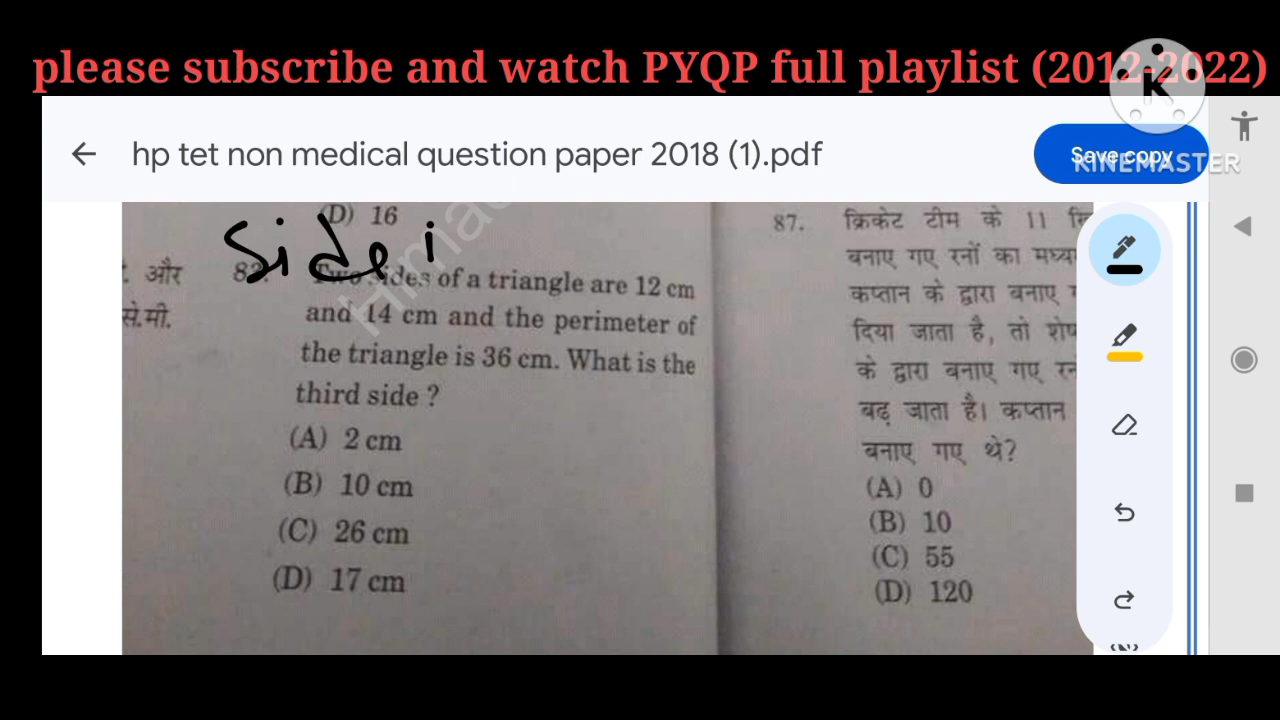 please subscribe and watch PYQP full playlist (2012-2022)
K
hp tet non medical question paper 2018 (1).pdf
Save copy
KINEMASTER
(D) 16
side i
. और
से.मी.
sides of a triangle are 12 cm
and 14 cm and the perimeter of
the triangle is 36 cm. What is the
third side ?
(A) 2 cm
(B) 10 cm
(C) 26 cm
(D) 17 cm
87. क्रिकेट टीम के 11
बनाए गए रनों का
कप्तान के द्वारा बनाए
दिया जाता है, तो
के द्वारा बनाए गए
बढ़ जाता है। कप्तान
बनाए गए थे?
(A) 0
(B) 10
(C) 55
(D) 120